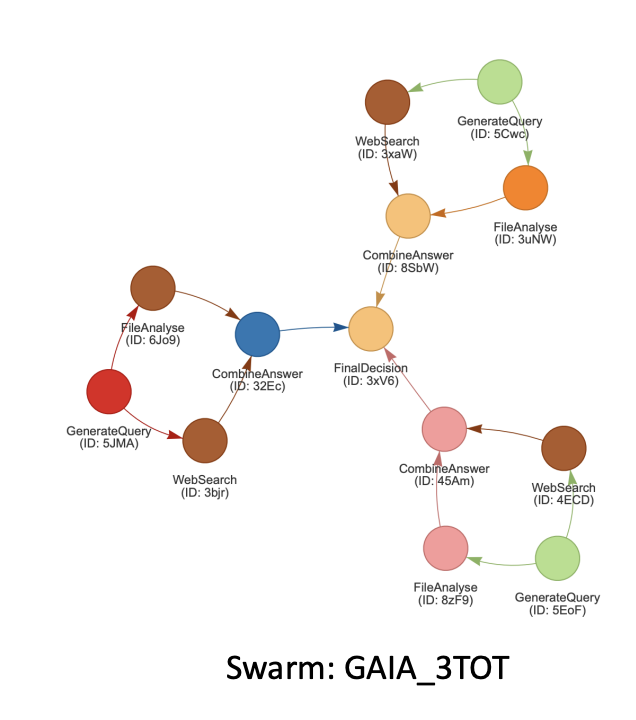 GenerateQuery
(ID: 5Cwc)
WebSearch
(ID: 3xaW)
FileAnalyse
(ID: 3uNW)
CombineAnswer
(ID: 8SbW)
FileAnalyse
(ID: 6Jo9)
CombineAnswer
(ID: 32Ec)
FinalDecision
(ID: 3xV6)
GenerateQuery
(ID: 5JMA)
WebSearch
(ID: 3bjr)
CombineAnswer
(ID: 45Am)
WebSearch
(ID: 4ECD)
FileAnalyse
(ID: 8zF9)
GenerateQuery
(ID: 5EoF)
Swarm: GAIA_3TOT